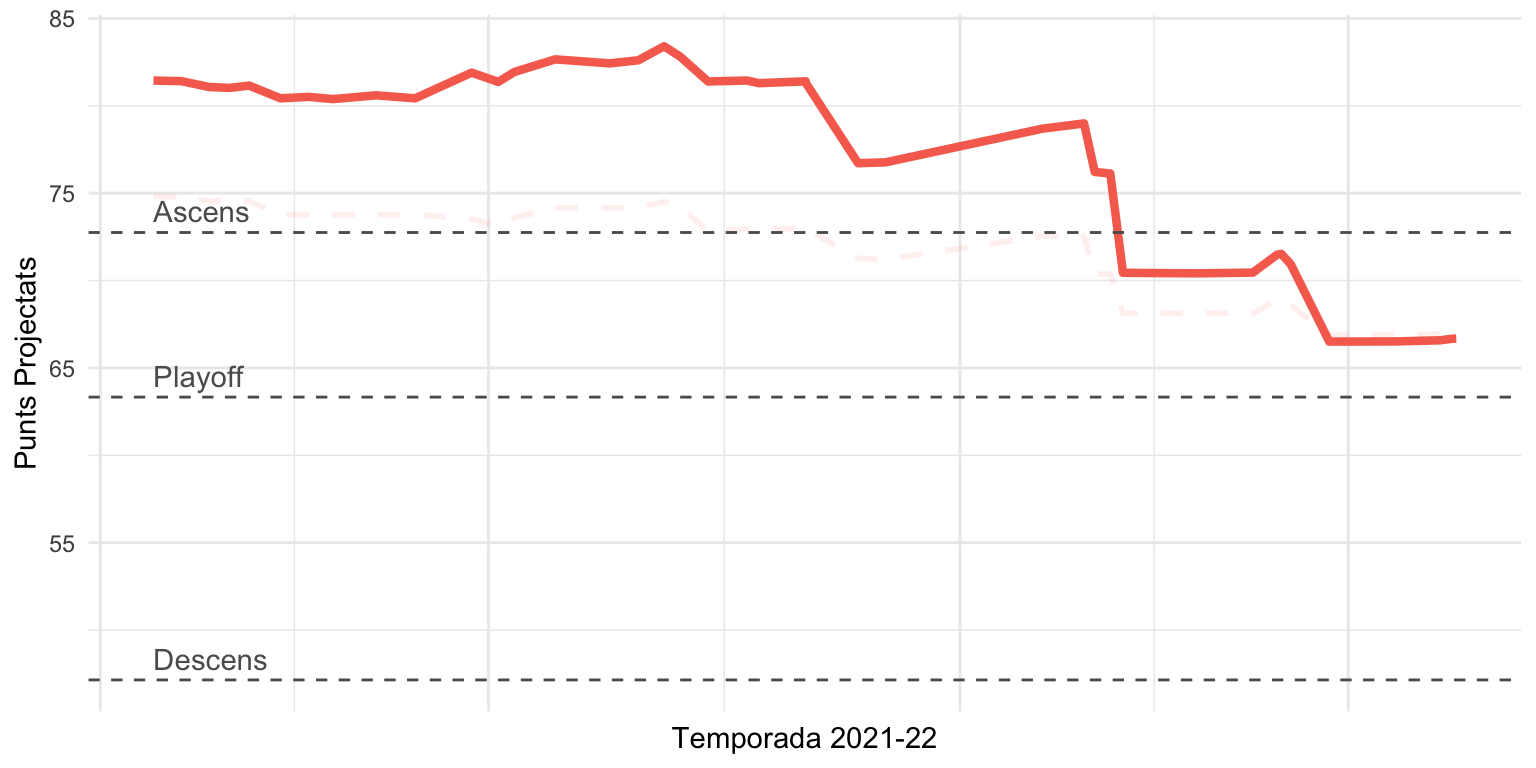 85
75
65
55
Punts Projectats
Ascens
Playoff
Descens
Temporada 2021-22